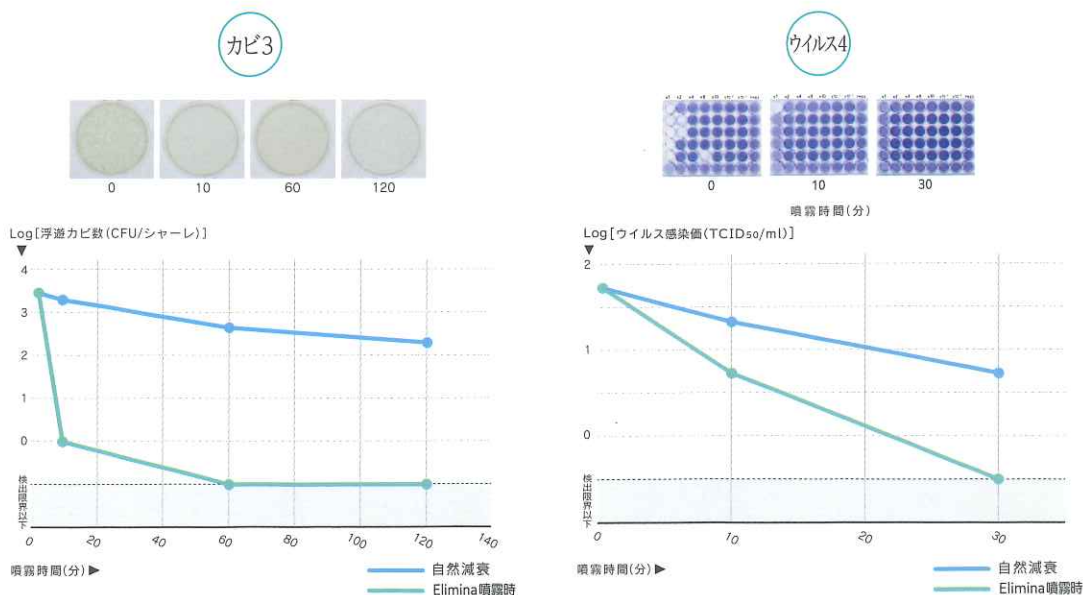 カビ3
0
10
60
120
Log[浮遊カビ数(CFU/シャーレ)]
▼
4
3
2
1
0
検出限界以下
0
20
40
60
80
100
120
140
噴霧時間(分)▶
自然減衰
Elimina噴霧時
ウイルス4
0
10
30
噴霧時間(分)
Log[ウイルス感染価(TCID50/ml)]
▼
2
1
0
検出限界以下
0
10
20
30
噴霧時間(分)▶
自然減衰
Elimina噴霧時